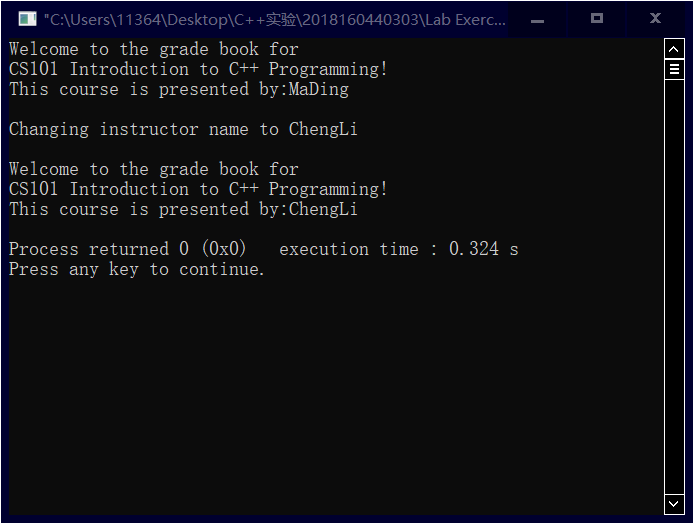 "C:\Users\11364\Desktop\C++实验\2018160440303\Lab Exerc...
Welcome to the grade book for
CS101 Introduction to C++ Programming!
This course is presented by:MaDing
Changing instructor name to ChengLi
Welcome to the grade book for
CS101 Introduction to C++ Programming!
This course is presented by:ChengLi
Process returned 0 (0x0)   execution time : 0.324 s
Press any key to continue.